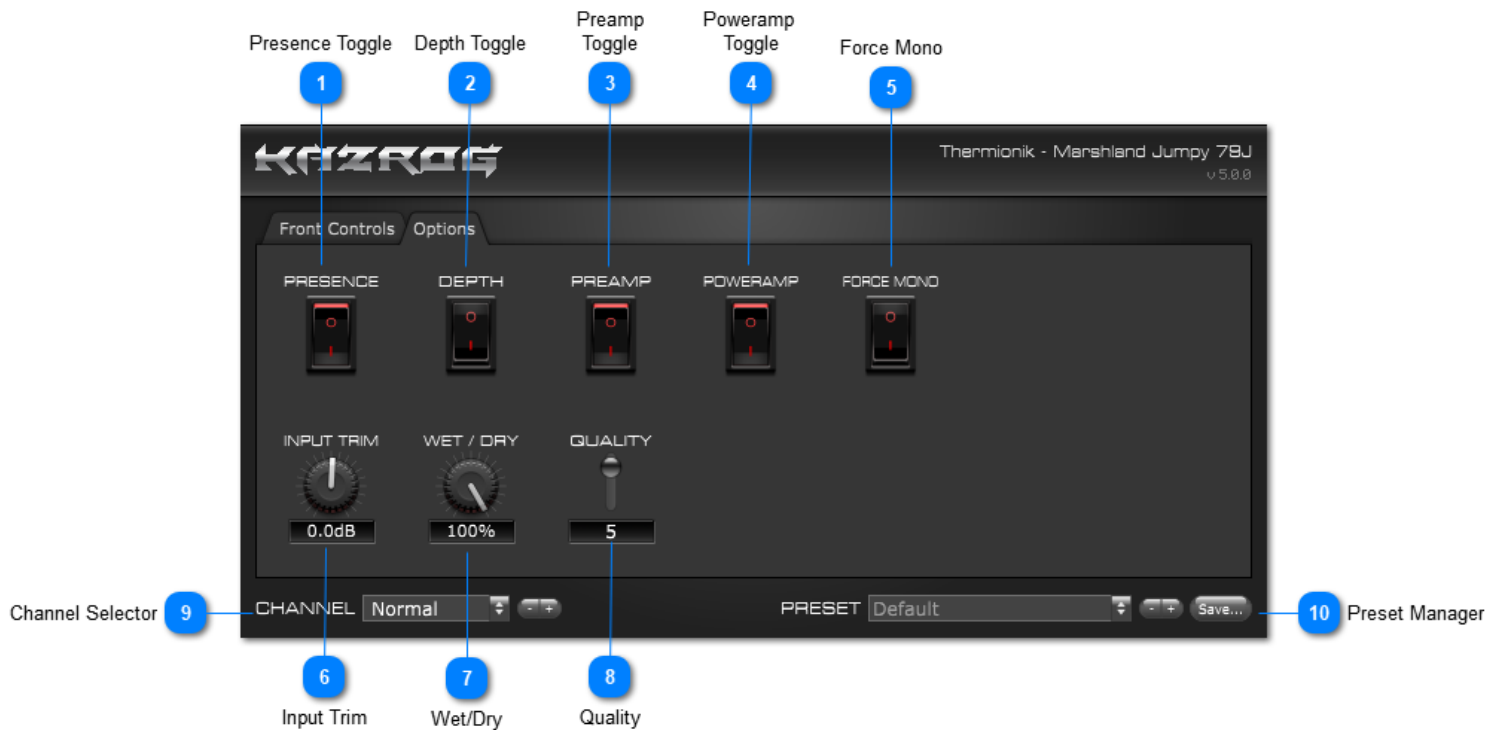 Presence Toggle
Depth Toggle
Preamp
Toggle
Poweramp
Toggle
Force Mono
1
2
3
4
5
KAZROG
Thermionik - Marshland Jumpy 79J
v 5.0.0
Front Controls
Options
PRESENCE
DEPTH
PREAMP
POWERAMP
FORCE MONO
O
I
O
I
O
I
O
I
O
I
INPUT TRIM
WET / DRY
QUALITY
0.0dB
100%
5
Channel Selector
9
CHANNEL
Normal
- +
PRESET
Default
- +
Save...
10
Preset Manager
6
7
8
Input Trim
Wet/Dry
Quality